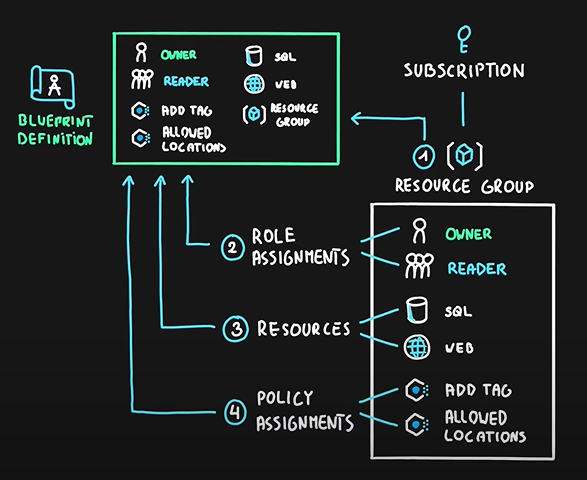 BLUEPRINT
DEFINITION
OWNER
READER
ADD TAG
ALLOWED
LOCATIONS
SQL
WEB
RESOURCE
GROUP
SUBSCRIPTION
1
RESOURCE GROUP
2 ROLE
ASSIGNMENTS
OWNER
READER
3 RESOURCES
SQL
WEB
4 POLICY
ASSIGNMENTS
ADD TAG
ALLOWED
LOCATIONS